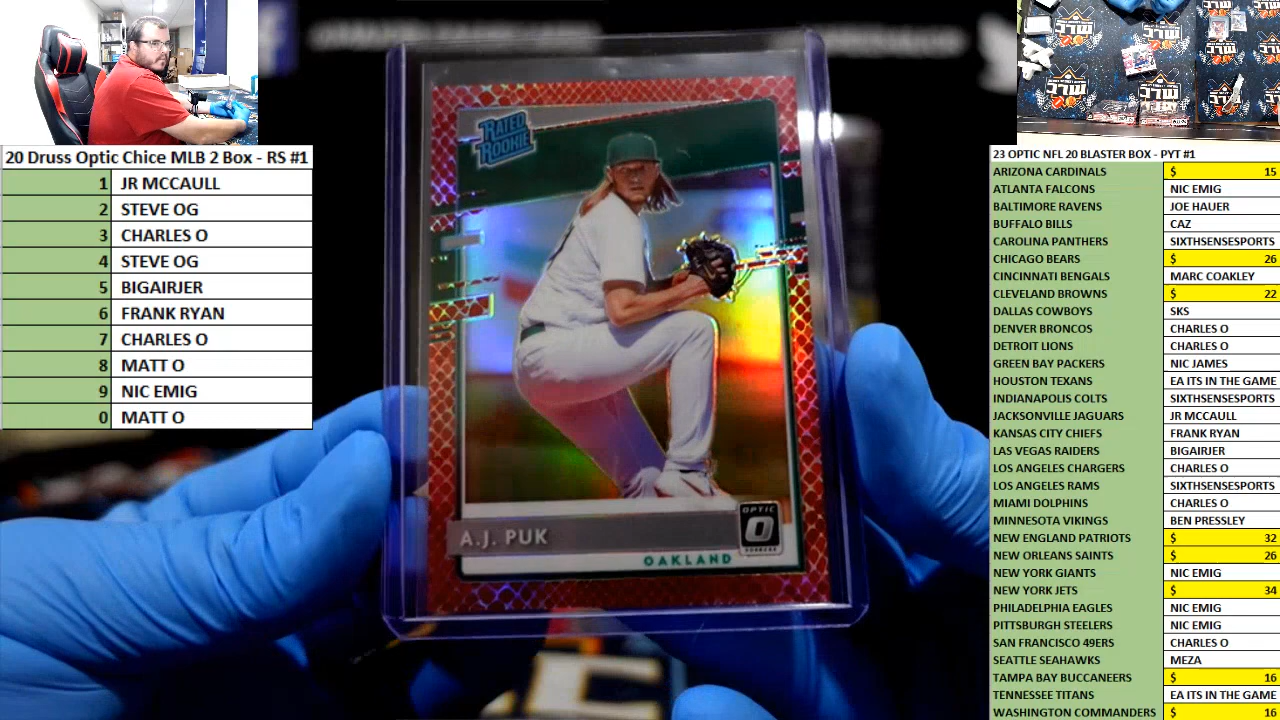 20 Druss Optic Chice MLB 2 Box - RS #1
1 JR MCCAULL
2 STEVE OG
3 CHARLES O
4 STEVE OG
5 BIGAIRJER
6 FRANK RYAN
7 CHARLES O
8 MATT O
9 NIC EMIG
0 MATT O
RATED
ROOKIE
A.J. PUK
OPTIC
OAKLAND
23 OPTIC NFL 20 BLASTER BOX - PYT #1
ARIZONA CARDINALS $ 15
ATLANTA FALCONS NIC EMIG
BALTIMORE RAVENS JOE HAUER
BUFFALO BILLS CAZ
CAROLINA PANTHERS SIXTHSENSESPORTS
CHICAGO BEARS $ 26
CINCINNATI BENGALS MARC COAKLEY
CLEVELAND BROWNS $ 22
DALLAS COWBOYS SKS
DENVER BRONCOS CHARLES O
DETROIT LIONS CHARLES O
GREEN BAY PACKERS NIC JAMES
HOUSTON TEXANS EA ITS IN THE GAME
INDIANAPOLIS COLTS SIXTHSENSESPORTS
JACKSONVILLE JAGUARS JR MCCAULL
KANSAS CITY CHIEFS FRANK RYAN
LAS VEGAS RAIDERS BIGAIRJER
LOS ANGELES CHARGERS CHARLES O
LOS ANGELES RAMS SIXTHSENSESPORTS
MIAMI DOLPHINS CHARLES O
MINNESOTA VIKINGS BEN PRESSLEY
NEW ENGLAND PATRIOTS $ 32
NEW ORLEANS SAINTS $ 26
NEW YORK GIANTS NIC EMIG
NEW YORK JETS $ 34
PHILADELPHIA EAGLES NIC EMIG
PITTSBURGH STEELERS NIC EMIG
SAN FRANCISCO 49ERS CHARLES O
SEATTLE SEAHAWKS MEZA
TAMPA BAY BUCCANEERS $ 16
TENNESSEE TITANS EA ITS IN THE GAME
WASHINGTON COMMANDERS $ 16